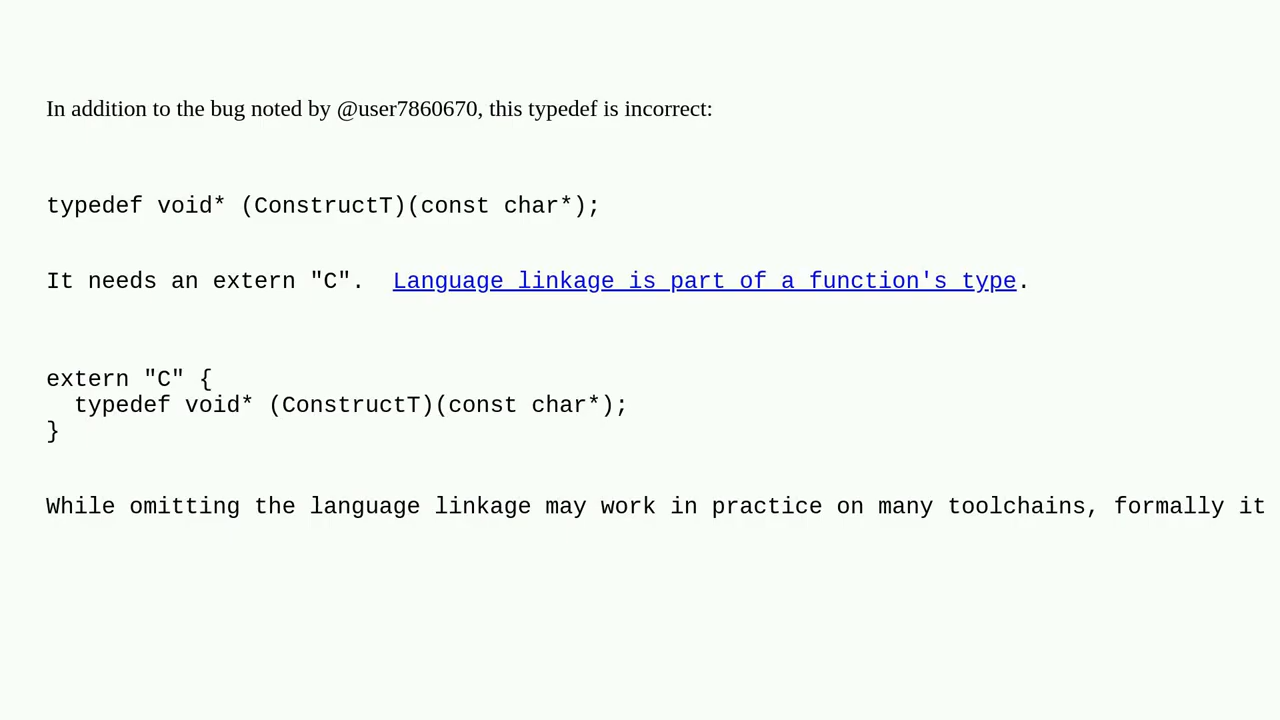 In addition to the bug noted by @user7860670, this typedef is incorrect:
typedef void* (ConstructT)(const char*);
It needs an extern "C".  Language linkage is part of a function's type.
extern "C" {
  typedef void* (ConstructT)(const char*);
}
While omitting the language linkage may work in practice on many toolchains, formally it